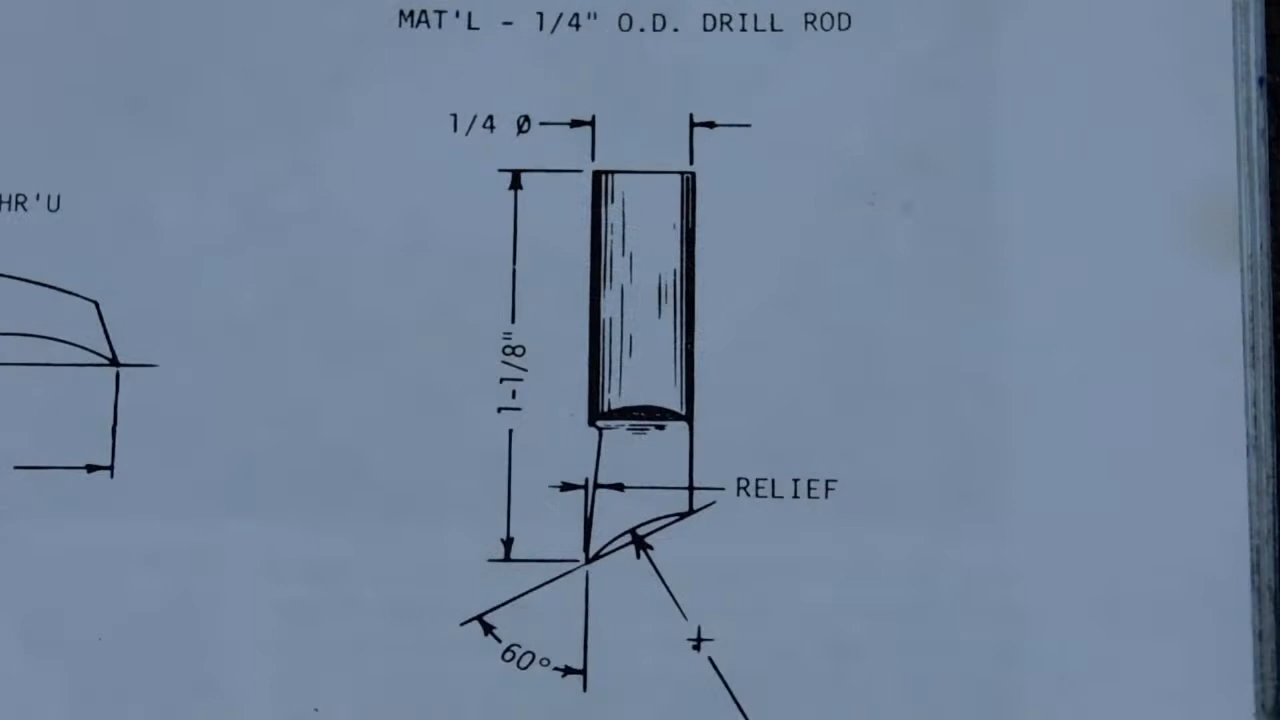 MAT'L - 1/4" O.D. DRILL ROD
1/4 Ø
HR'U
1-1/8"
RELIEF
60°